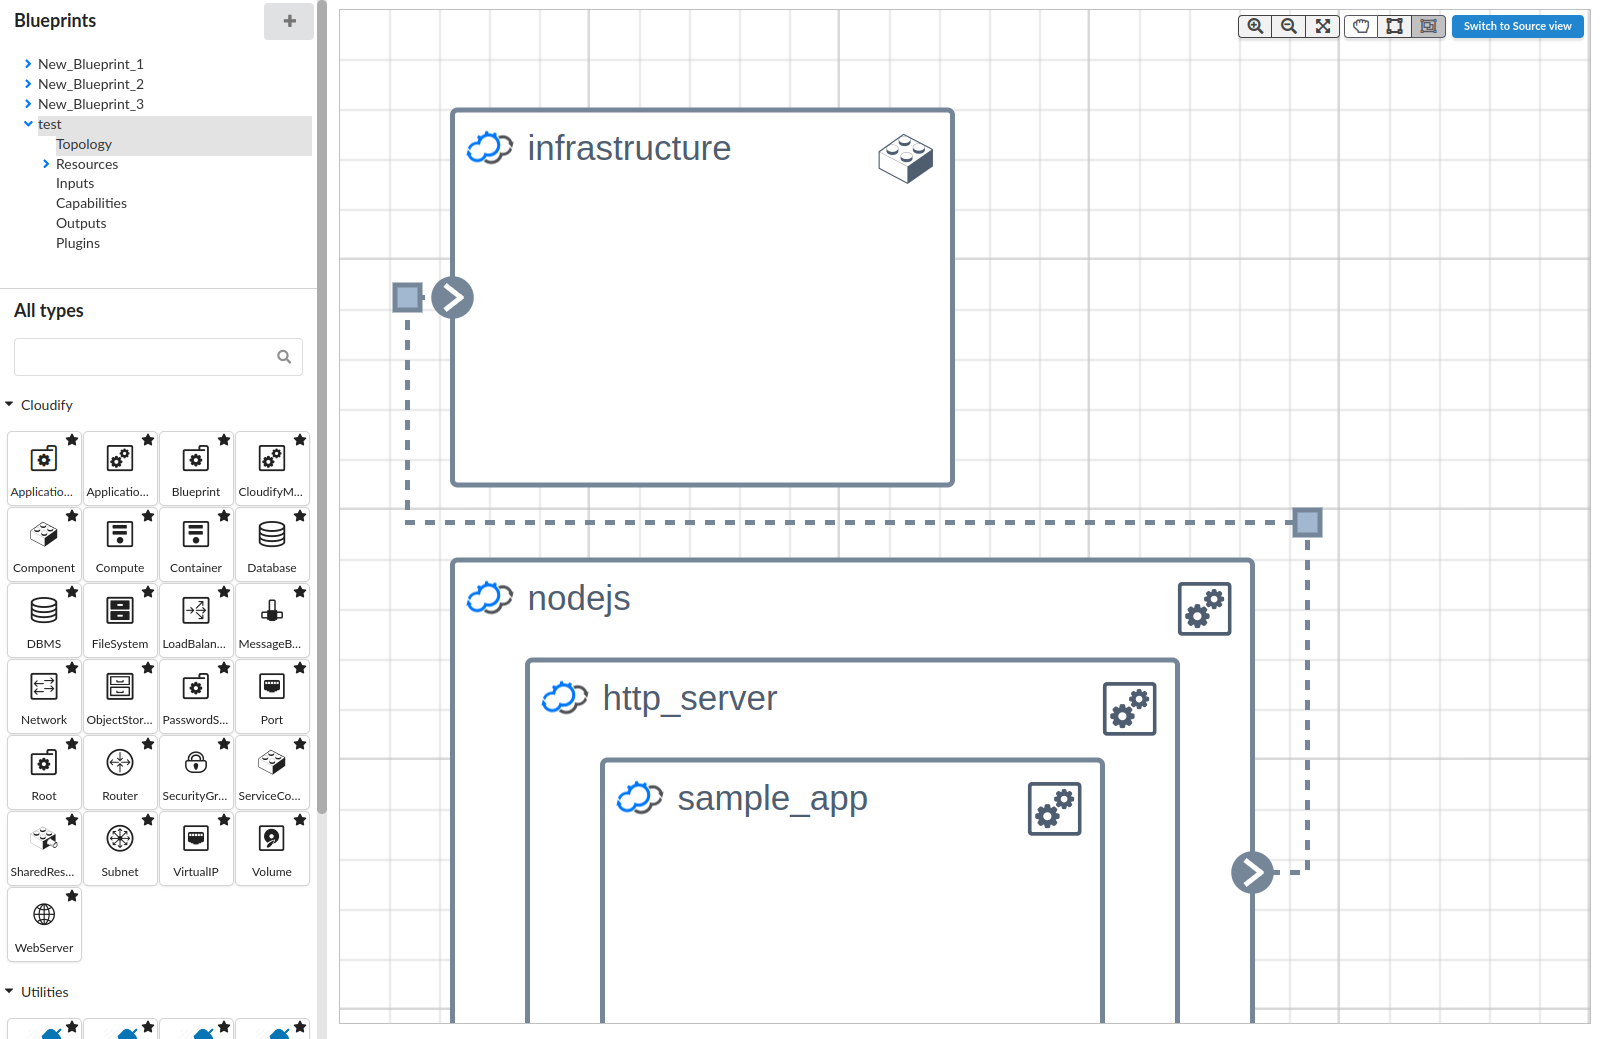 Blueprints
New_Blueprint_1
New_Blueprint_2
New_Blueprint_3
test
Topology
Resources
Inputs
Capabilities
Outputs
Plugins
All types
Cloudify
Applicatio... Applicatio... Blueprint CloudifyM...
Component Compute Container Database
DBMS FileSystem LoadBalan... MessageB...
Network ObjectStor... PasswordS... Port
Root Router SecurityGr... ServiceCo...
SharedRes... Subnet VirtualIP Volume
WebServer
Utilities
Switch to Source view
infrastructure
nodejs
http_server
sample_app